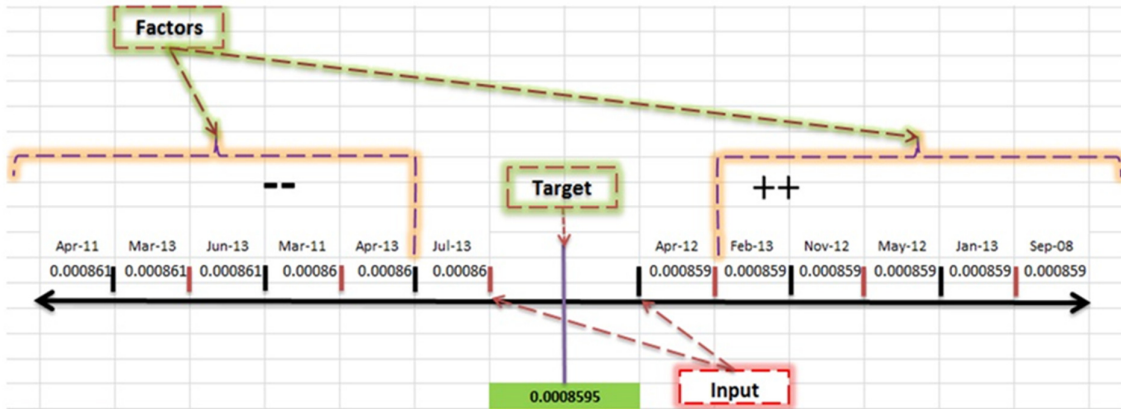 Factors
--
Target
++
Apr-11 Mar-13 Jun-13 Mar-11 Apr-13 Jul-13 Apr-12 Feb-13 Nov-12 May-12 Jan-13 Sep-08
0.000861 0.000861 0.000861 0.00086 0.00086 0.00086 0.000859 0.000859 0.000859 0.000859 0.000859 0.000859
Input
0.0008595